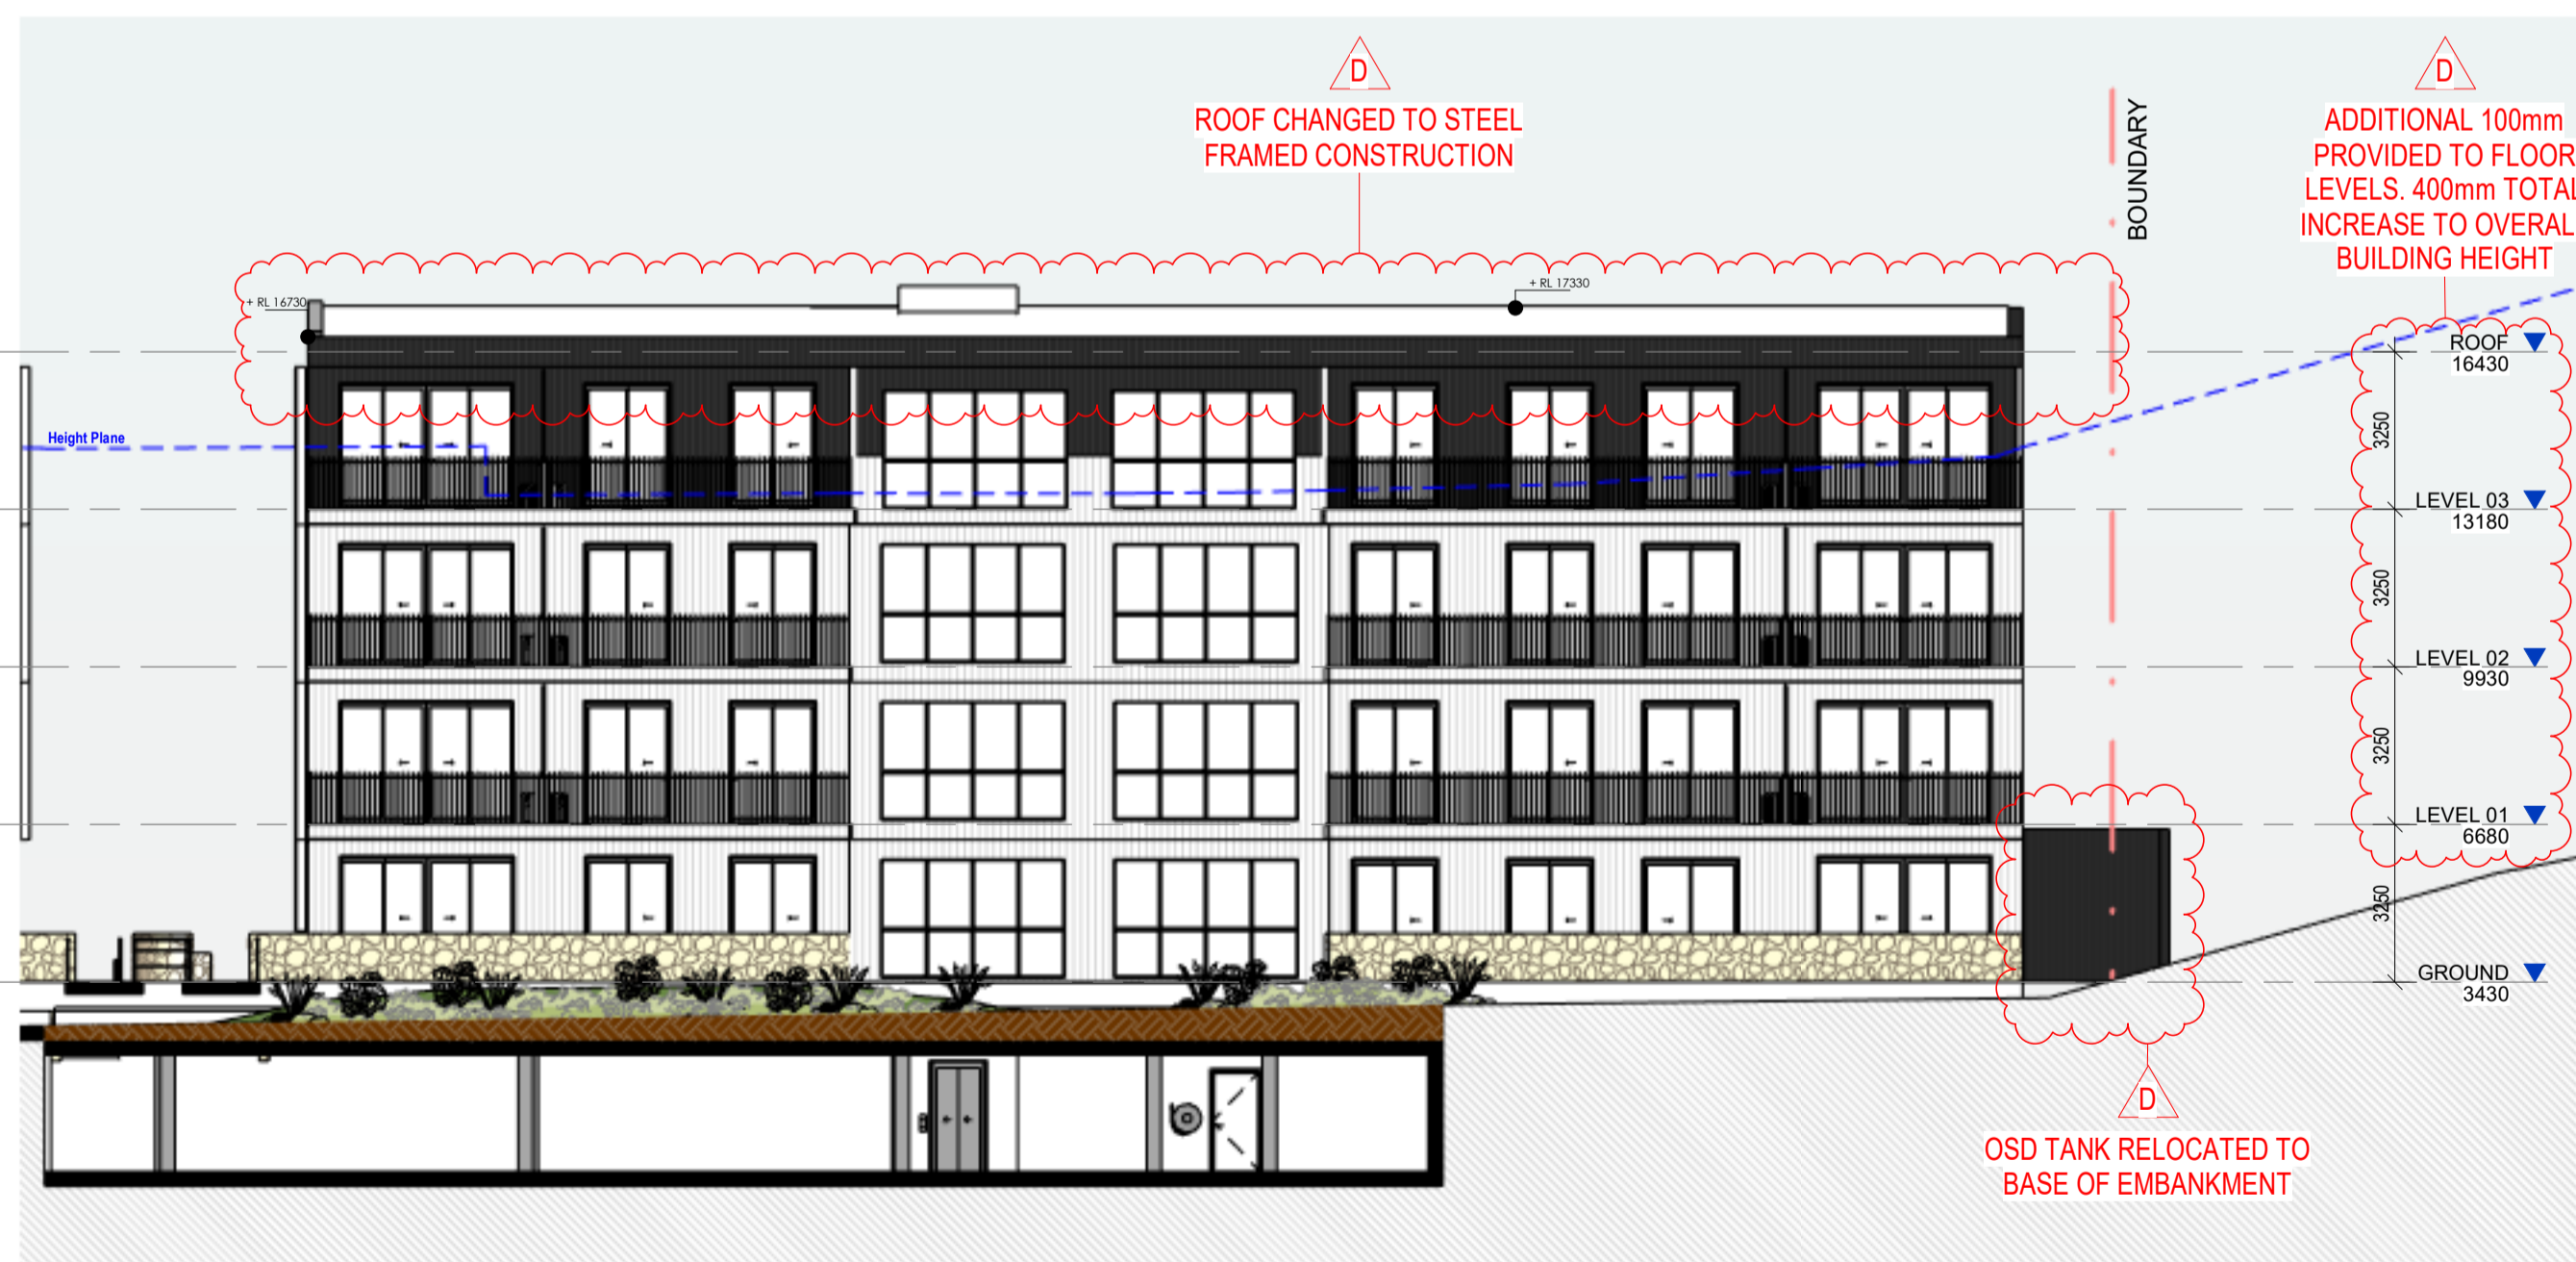 D
ROOF CHANGED TO STEEL
FRAMED CONSTRUCTION
BOUNDARY
D
ADDITIONAL 100mm
PROVIDED TO FLOOR
LEVELS. 400mm TOTAL
INCREASE TO OVERAL
BUILDING HEIGHT
+ RL 16730
+ RL 17330
Height Plane
ROOF
16430
3250
LEVEL 03
13180
3250
LEVEL 02
9930
3250
LEVEL 01
6680
3250
GROUND
3430
D
OSD TANK RELOCATED TO
BASE OF EMBANKMENT